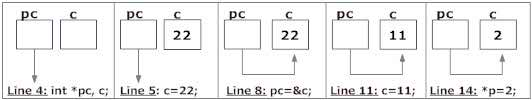 pc c
pc c
pc c
pc c
pc c
22
22
11
2
Line 4: int *pc, c;
Line 5: c=22;
Line 8: pc=&c;
Line 11: c=11;
Line 14: *p=2;